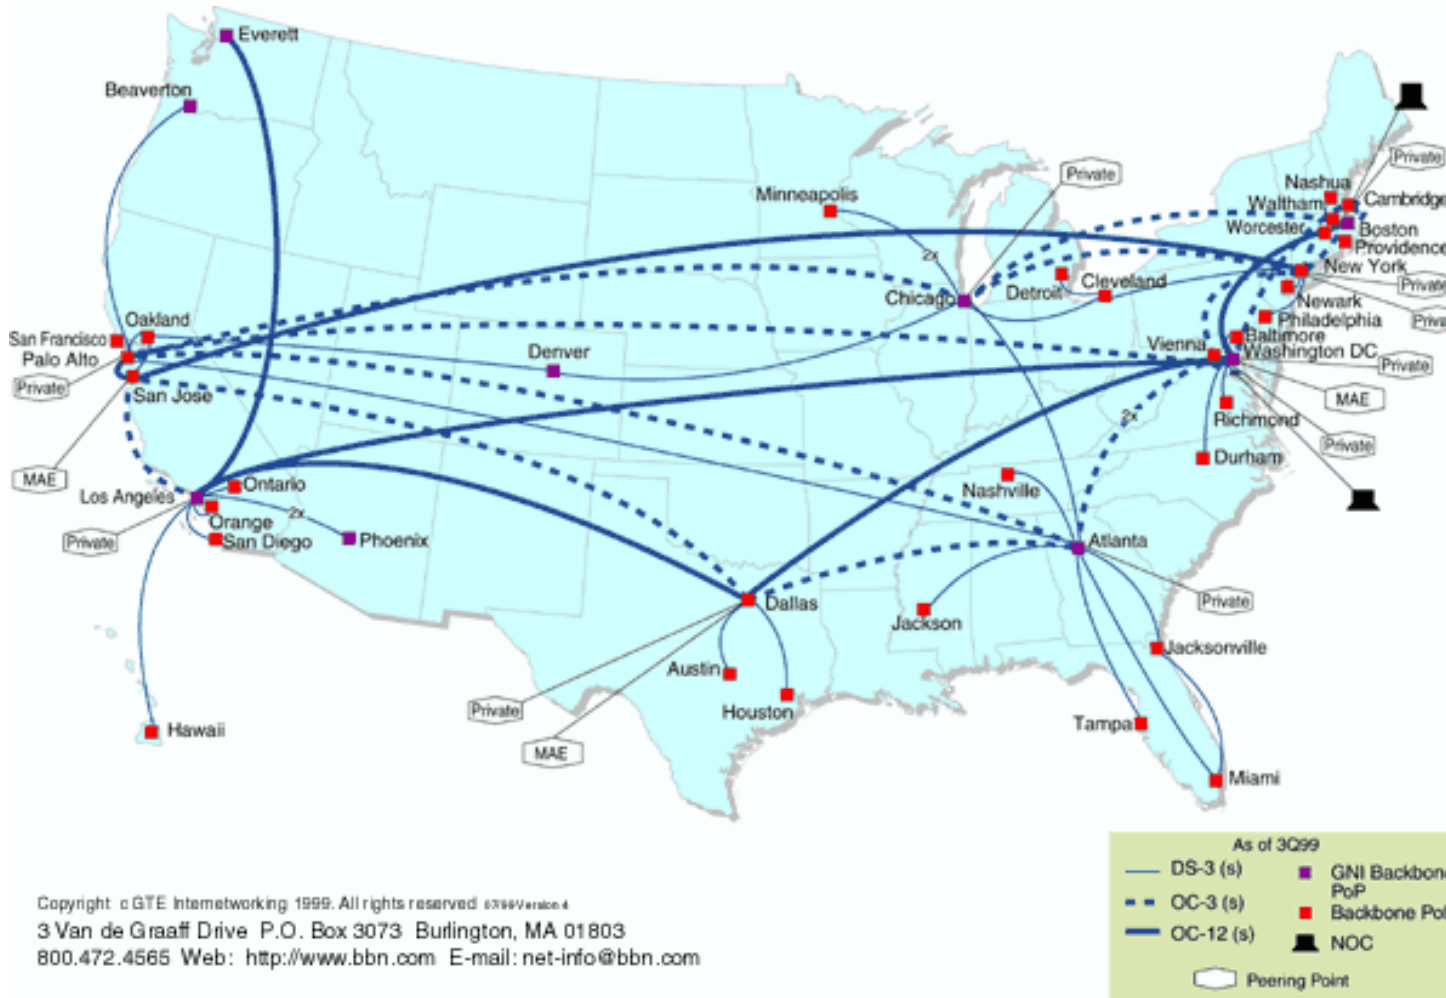 Everett
Beaverton
Minneapolis
Private
Private
Nashua
Waltham
Cambridge
Worcester
Boston
Providence
2x
New York
Chicago
Detroit
Cleveland
Private
Newark
Oakland
San Francisco
Philadelphia
Baltimore
Palo Alto
Denver
Vienna
Washington DC
Private
Private
San Jose
MAE
2x
Richmond
Private
MAE
Durham
Los Angeles
Ontario
Nashville
Orange
2x
Private
San Diego
Phoenix
Atlanta
Dallas
Private
Jackson
Jacksonville
Austin
Private
Houston
Hawaii
Tampa
MAE
Miami
As of 3Q99
DS-3 (s)
OC-3 (s)
OC-12 (s)
GNI Backbone
PoP
Backbone Po
NOC
Peering Point
Copyright c GTE Internetworking 1999. All rights reserved
3 Van de Graaff Drive P.O. Box 3073 Burlington, MA 01803
800.472.4565 Web: http://www.bbn.com E-mail: net-info@bbn.com